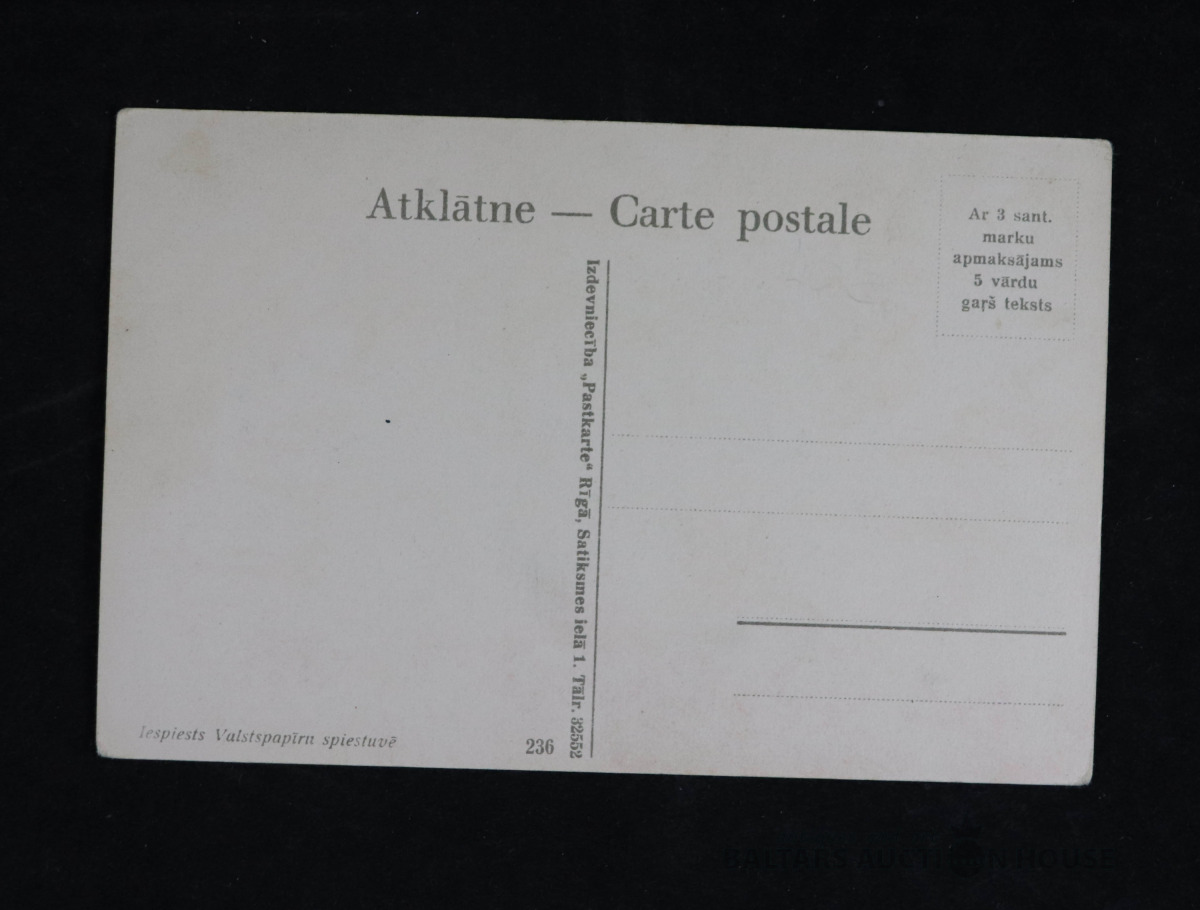 Atklātne — Carte postale
Ar 3 sant.
marku
apmaksājams
5 vārdu
gaŗš teksts
Izdevniecība „Pastkarte“ Rīgā, Satiksmes ielā 1. Tālr. 32552
Iespiests Valstspapīru spiestuvē
236
BALTARS AUCTION HOUSE